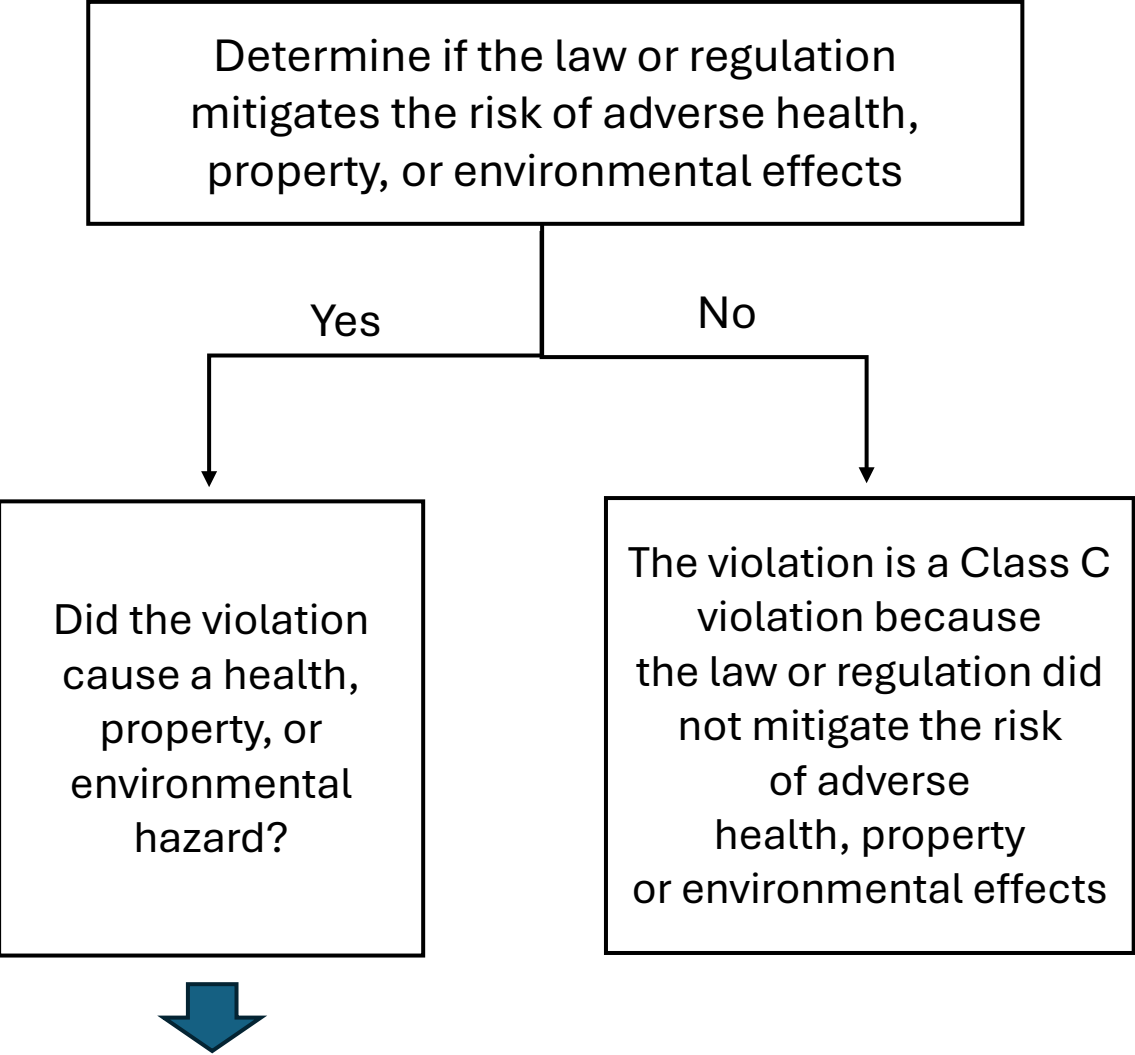 Determine if the law or regulation
mitigates the risk of adverse health,
property, or environmental effects
Yes
No
Did the violation
cause a health,
property, or
environmental
hazard?
The violation is a Class C
violation because
the law or regulation did
not mitigate the risk
of adverse
health, property
or environmental effects